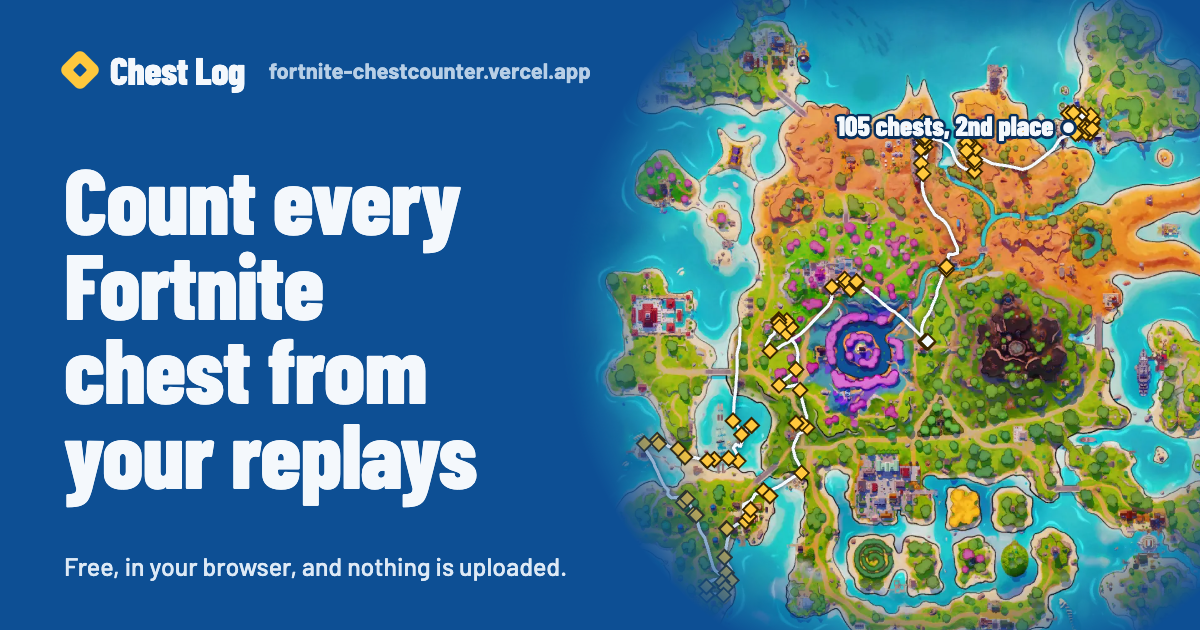 Chest Log
fortnite-chestcounter.vercel.app
105 chests, 2nd place
Count every
Fortnite
chest from
your replays
Free, in your browser, and nothing is uploaded.